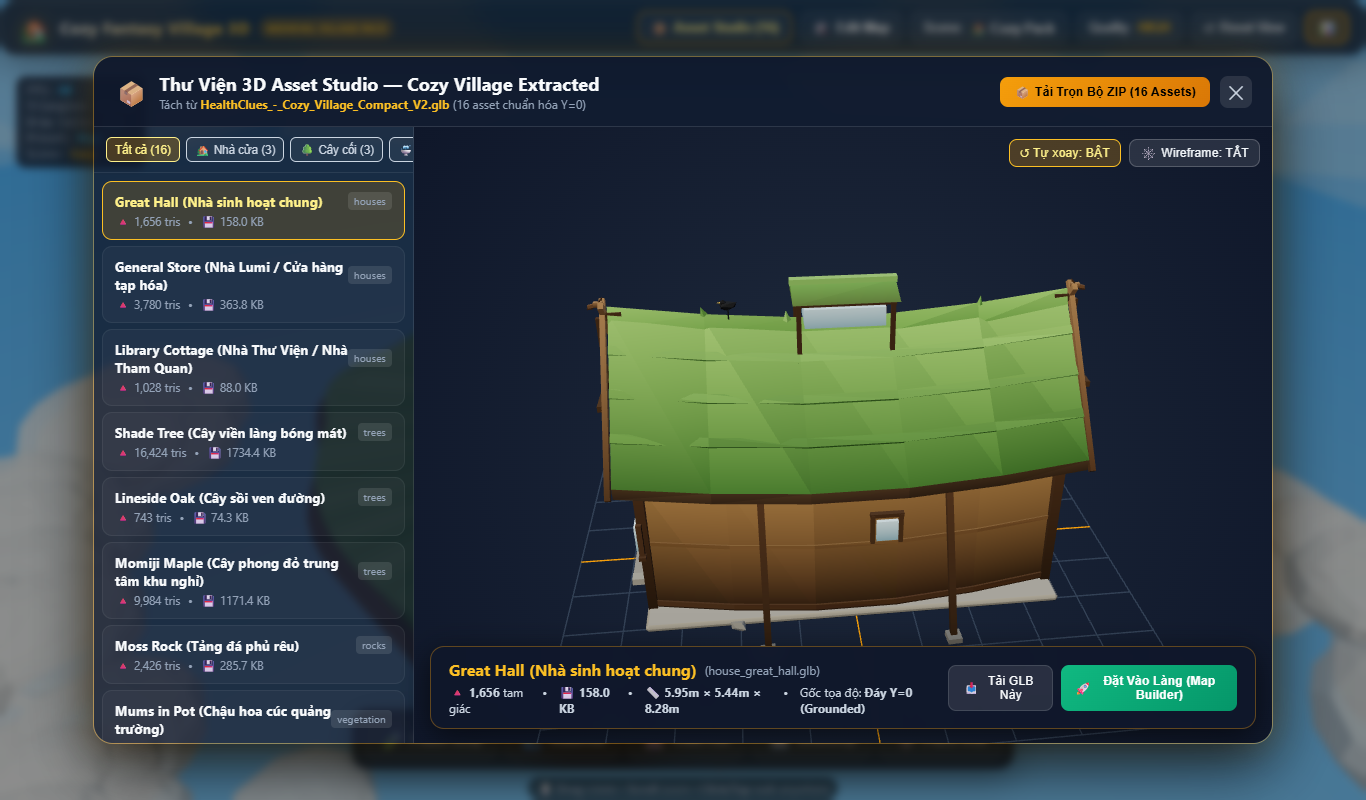 Cozy Fantasy Village 3D
Thư Viện 3D Asset Studio — Cozy Village Extracted
Tách từ HealthClues_-_Cozy_Village_Compact_V2.glb (16 asset chuẩn hóa Y=0)
Tải Trọn Bộ ZIP (16 Assets)
Tất cả (16)
Nhà cửa (3)
Cây cối (3)
↺ Tự xoay: BẬT
Wireframe: TẮT
Great Hall (Nhà sinh hoạt chung)
houses
1,656 tris • 158.0 KB
General Store (Nhà Lumi / Cửa hàng
tạp hóa)
houses
3,780 tris • 363.8 KB
Library Cottage (Nhà Thư Viện / Nhà
Tham Quan)
houses
1,028 tris • 88.0 KB
Shade Tree (Cây viền làng bóng mát)
trees
16,424 tris • 1734.4 KB
Lineside Oak (Cây sồi ven đường)
trees
743 tris • 74.3 KB
Momiji Maple (Cây phong đỏ trung
tâm khu nghỉ)
trees
9,984 tris • 1171.4 KB
Moss Rock (Tảng đá phủ rêu)
rocks
2,426 tris • 285.7 KB
Mums in Pot (Chậu hoa cúc quảng
trường)
vegetation
Great Hall (Nhà sinh hoạt chung) (house_great_hall.glb)
1,656 tam
giác
• 158.0
KB
• 5.95m × 5.44m ×
8.28m
• Gốc tọa độ: Đáy Y=0
(Grounded)
Tải GLB
Này
Đặt Vào Làng (Map
Builder)